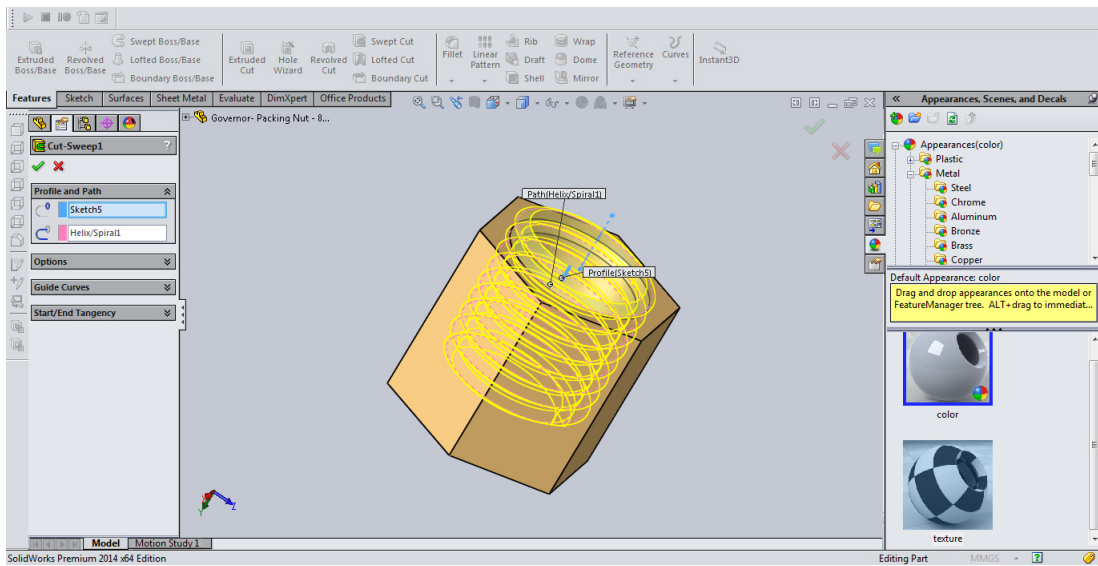 Extruded Boss/Base
Revolved Boss/Base
Swept Boss/Base
Lofted Boss/Base
Boundary Boss/Base
Extruded Cut
Hole Wizard
Revolved Cut
Swept Cut
Lofted Cut
Boundary Cut
Fillet
Linear Pattern
Rib
Draft
Shell
Wrap
Dome
Mirror
Reference Geometry
Curves
Instant3D
Features Sketch Surfaces Sheet Metal Evaluate DimXpert Office Products
Governor- Packing Nut - 8...
Cut-Sweep1 ?
Profile and Path
Sketch5
Helix/Spiral1
Options
Guide Curves
Start/End Tangency
Path(Helix/Spiral1)
Profile(Sketch5)
Z
Y
Appearances, Scenes, and Decals
Appearances(color)
Plastic
Metal
Steel
Chrome
Aluminum
Bronze
Brass
Copper
Default Appearance: color
Drag and drop appearances onto the model or
FeatureManager tree. ALT+drag to immediat...
color
texture
Model Motion Study 1
SolidWorks Premium 2014 x64 Edition
Editing Part MMGS ?